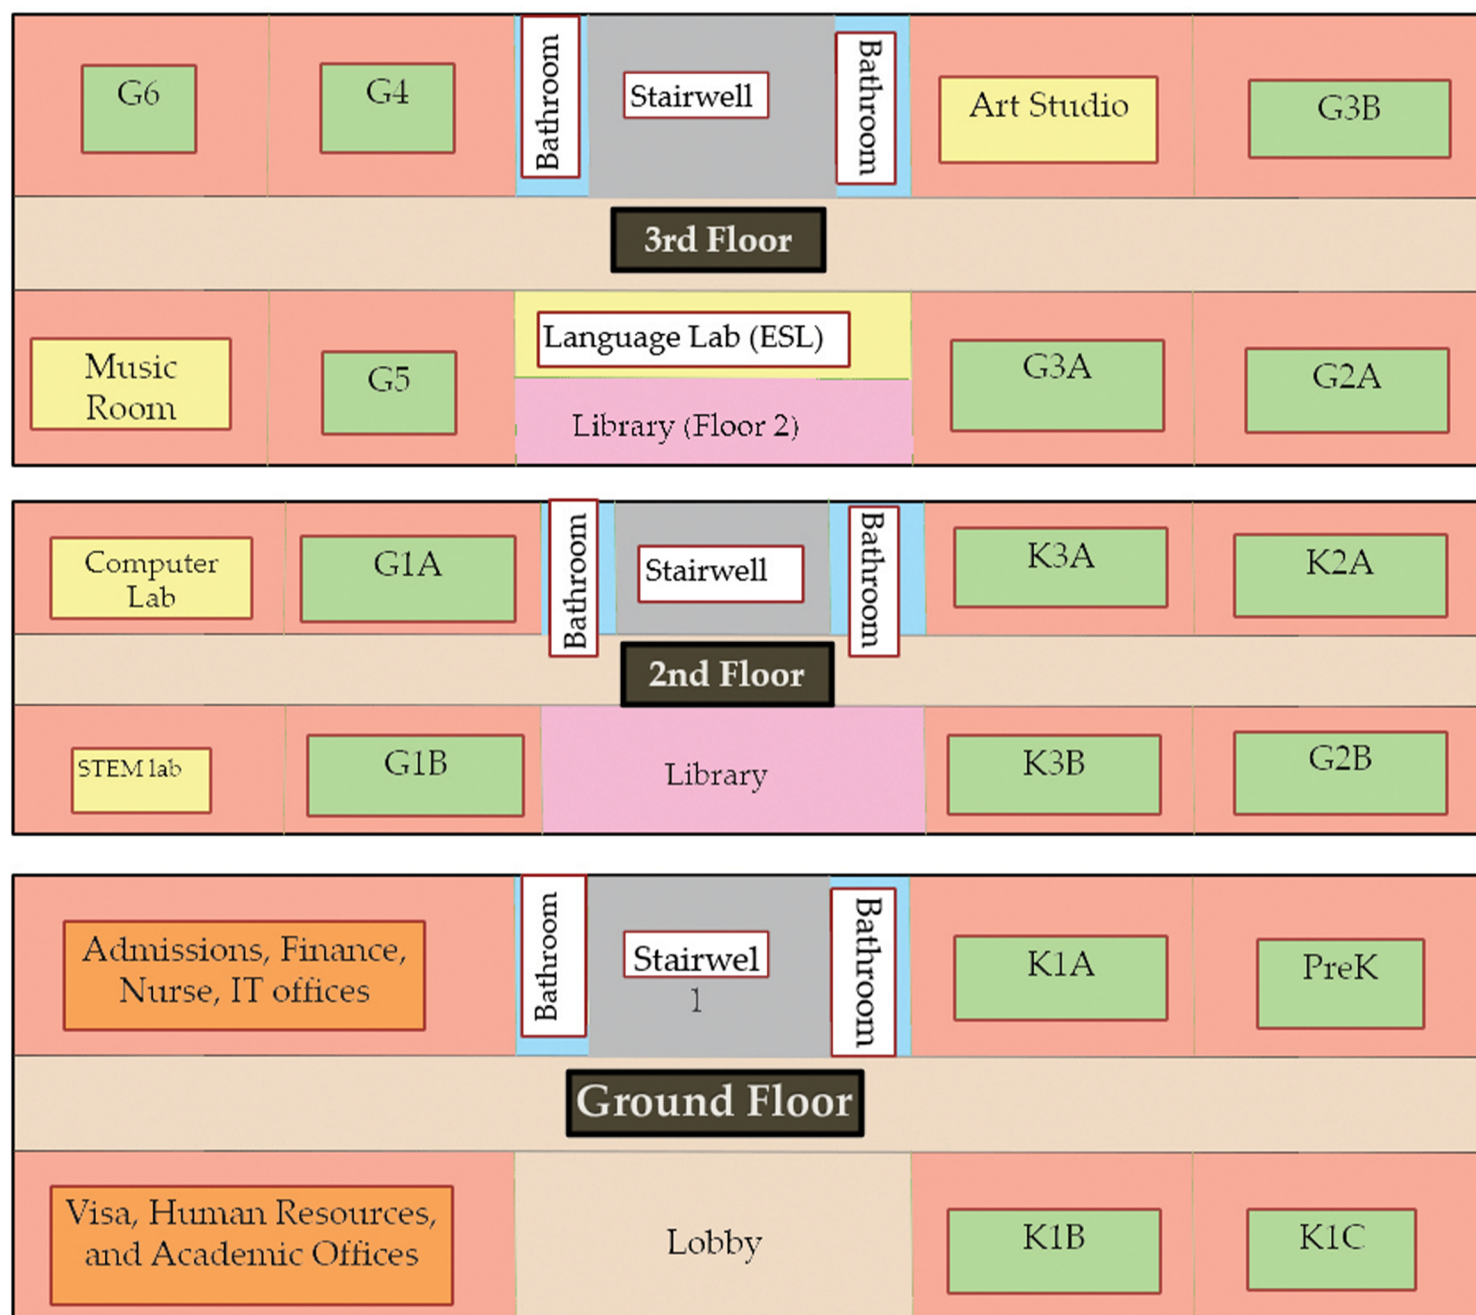 G6
G4
Bathroom
Stairwell
Bathroom
Art Studio
G3B
3rd Floor
Music
Room
G5
Language Lab (ESL)
Library (Floor 2)
G3A
G2A
Computer
Lab
G1A
Bathroom
Stairwell
Bathroom
K3A
K2A
2nd Floor
STEM lab
G1B
Library
K3B
G2B
Admissions, Finance,
Nurse, IT offices
Bathroom
Stairwel
l
Bathroom
K1A
PreK
Ground Floor
Visa, Human Resources,
and Academic Offices
Lobby
K1B
K1C